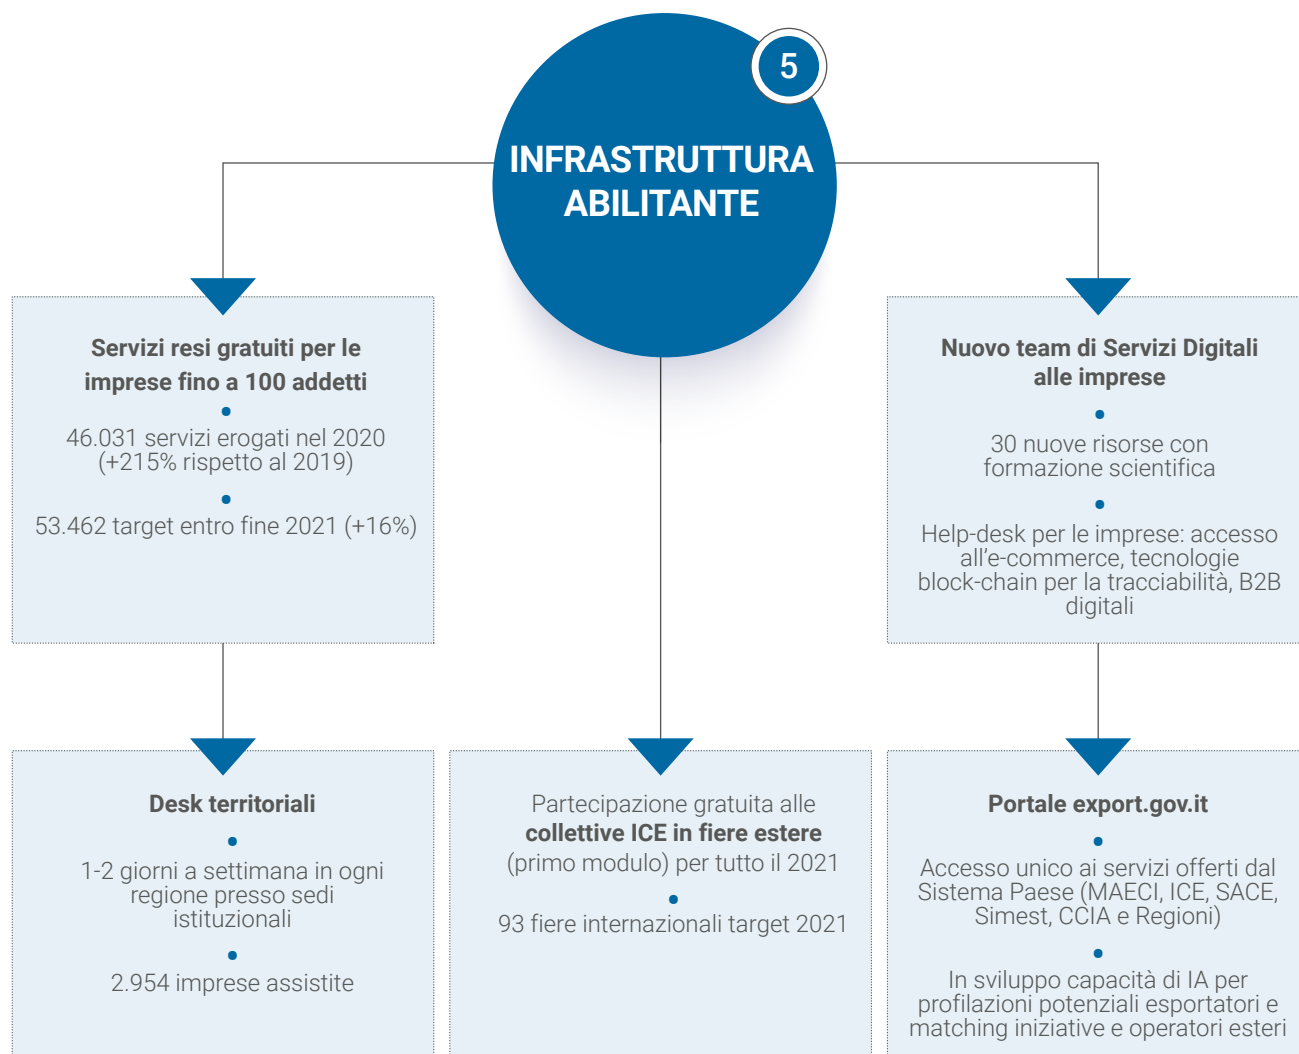 5
INFRASTRUTTURA
ABILITANTE
Servizi resi gratuiti per le
imprese fino a 100 addetti
46.031 servizi erogati nel 2020
(+215% rispetto al 2019)
53.462 target entro fine 2021 (+16%)
Nuovo team di Servizi Digitali
alle imprese
30 nuove risorse con
formazione scientifica
Help-desk per le imprese: accesso
all'e-commerce, tecnologie
block-chain per la tracciabilità, B2B
digitali
Desk territoriali
1-2 giorni a settimana in ogni
regione presso sedi
istituzionali
2.954 imprese assistite
Partecipazione gratuita alle
collettive ICE in fiere estere
(primo modulo) per tutto il 2021
93 fiere internazionali target 2021
Portale export.gov.it
Accesso unico ai servizi offerti dal
Sistema Paese (MAECI, ICE, SACE,
Simest, CCIA e Regioni)
In sviluppo capacità di IA per
profilazioni potenziali esportatori e
matching iniziative e operatori esteri